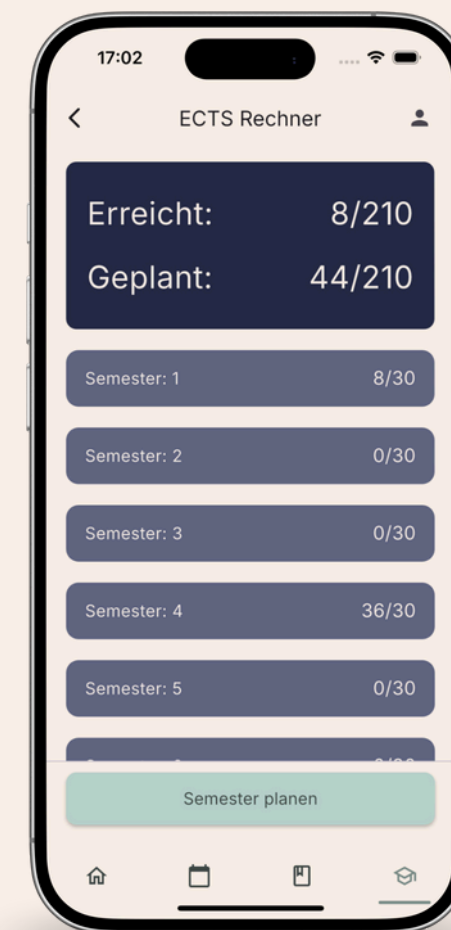 17:02
ECTS Rechner
Erreicht: 8/210
Geplant: 44/210
Semester: 1 8/30
Semester: 2 0/30
Semester: 3 0/30
Semester: 4 36/30
Semester: 5 0/30
Semester planen